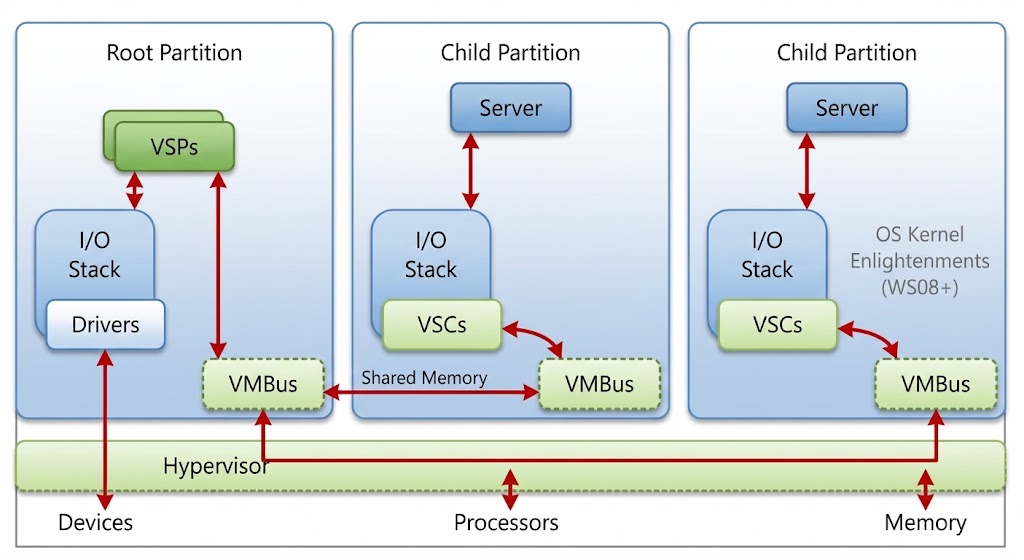 Root Partition
Child Partition
Child Partition
Server
Server
VSPs
I/O
Stack
I/O
Stack
I/O
Stack
OS Kernel
Enlightenments
(WS08+)
Drivers
VSCs
VSCs
VMBus
Shared Memory
VMBus
VMBus
Hypervisor
Devices
Processors
Memory